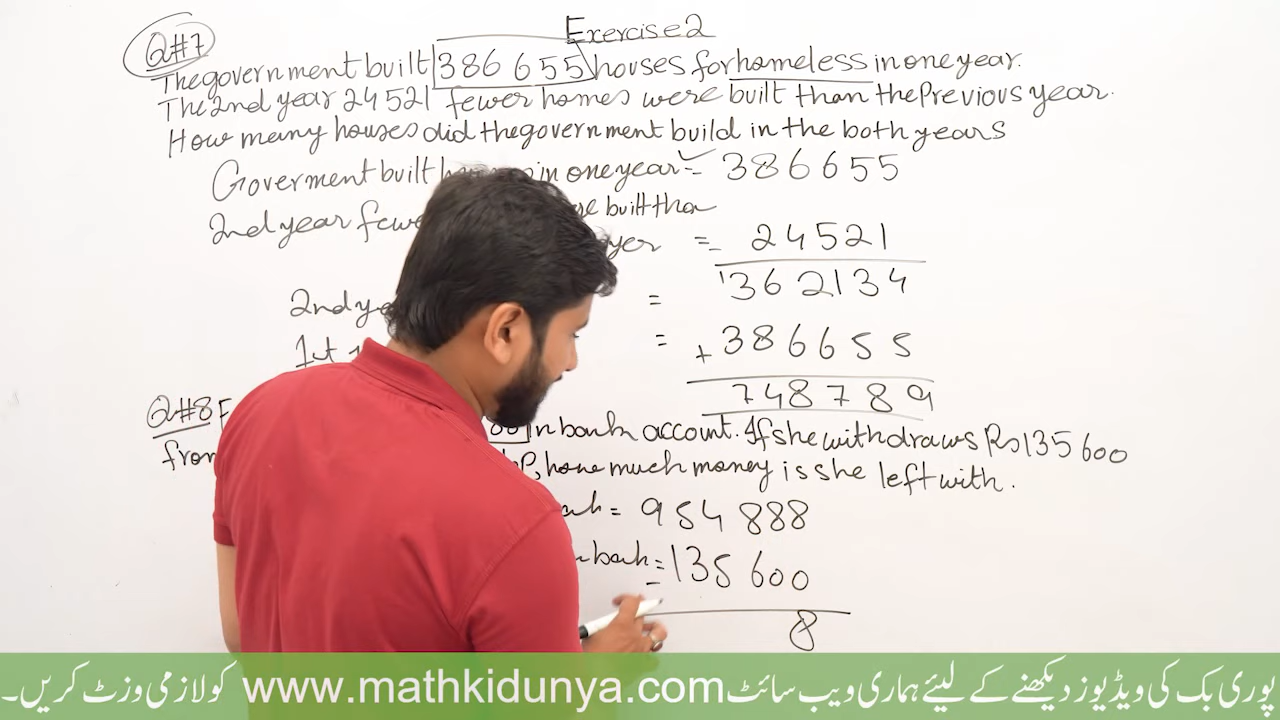 Exercise 2
Q#7
The government built 386 655 houses for homeless in one year.
The 2nd year 24 521 fewer homes were built than the Previous year.
How many houses did the government build in the both years
Goverment built in one year = 386655
2nd year built than
= 24521
362134
2nd =
1st = + 386655
748789
Q#8 in bank account. If she withdraws Rs 135 600
from how much money is she left with.
= 954 888
bank = 135 600
8
پوری بک کی ویڈیوز دیکھنے کے لیئے ہماری ویب سائٹ www.mathkidunya.com کو لازمی وزٹ کریں۔